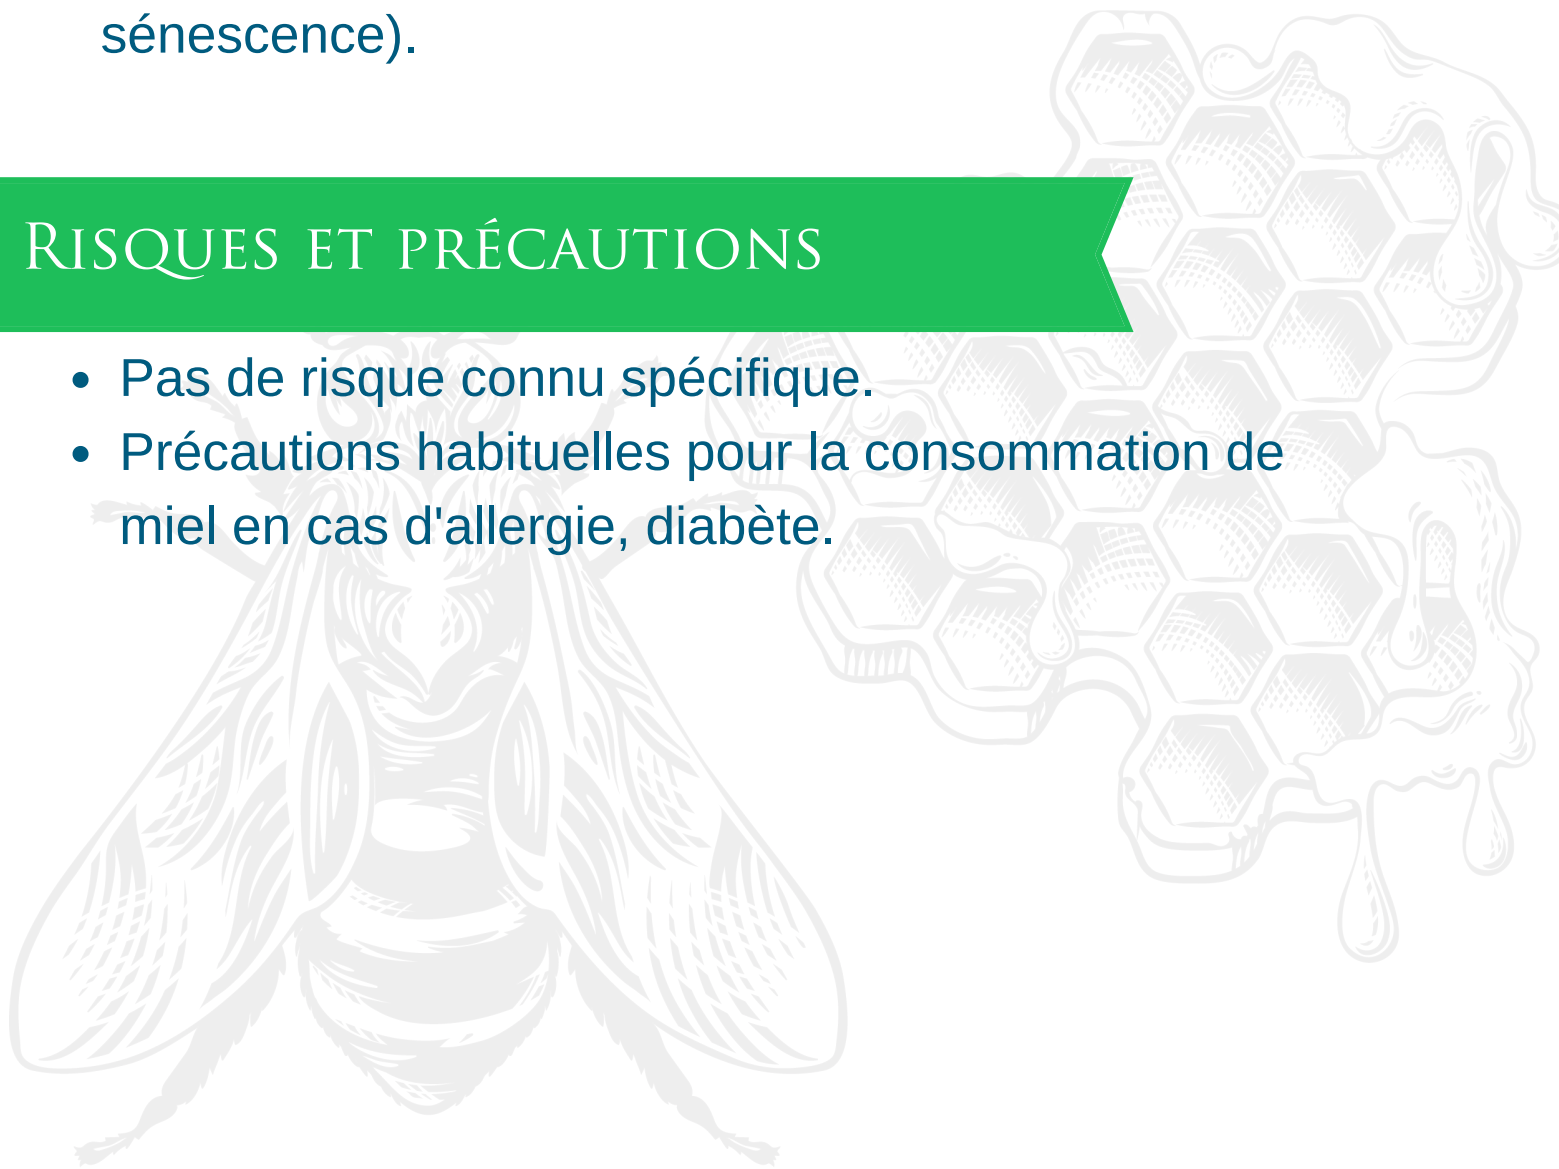 sénescence).
Risques et précautions
• Pas de risque connu spécifique.
• Précautions habituelles pour la consommation de
miel en cas d'allergie, diabète.